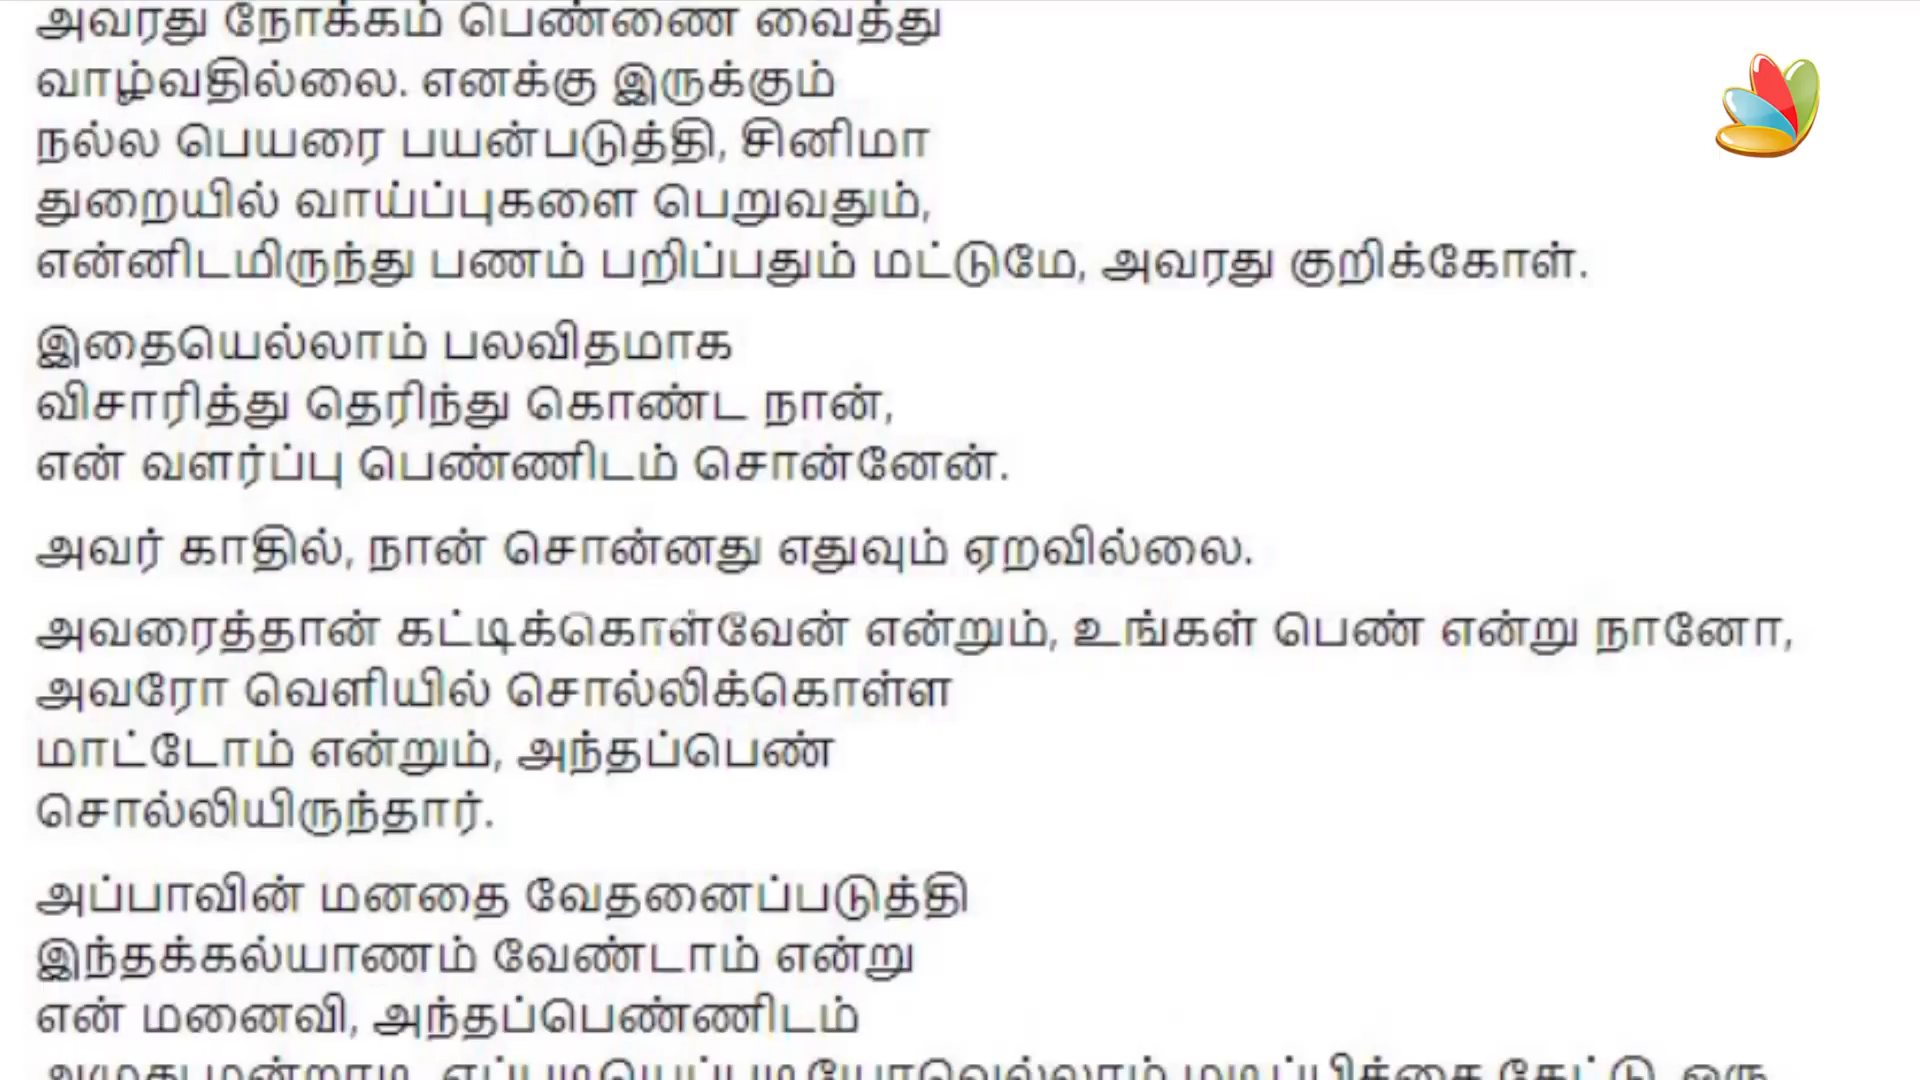 அவரது நோக்கம் பெண்ணை வைத்து
வாழ்வதில்லை. எனக்கு இருக்கும்
நல்ல பெயரை பயன்படுத்தி, சினிமா
துறையில் வாய்ப்புகளை பெறுவதும்,
என்னிடமிருந்து பணம் பறிப்பதும் மட்டுமே, அவரது குறிக்கோள்.
இதையெல்லாம் பலவிதமாக
விசாரித்து தெரிந்து கொண்ட நான்,
என் வளர்ப்பு பெண்ணிடம் சொன்னேன்.
அவர் காதில், நான் சொன்னது எதுவும் ஏறவில்லை.
அவரைத்தான் கட்டிக்கொள்வேன் என்றும், உங்கள் பெண் என்று நானோ,
அவரோ வெளியில் சொல்லிக்கொள்ள
மாட்டோம் என்றும், அந்தப்பெண்
சொல்லியிருந்தார்.
அப்பாவின் மனதை வேதனைப்படுத்தி
இந்தக்கல்யாணம் வேண்டாம் என்று
என் மனைவி, அந்தப்பெண்ணிடம்